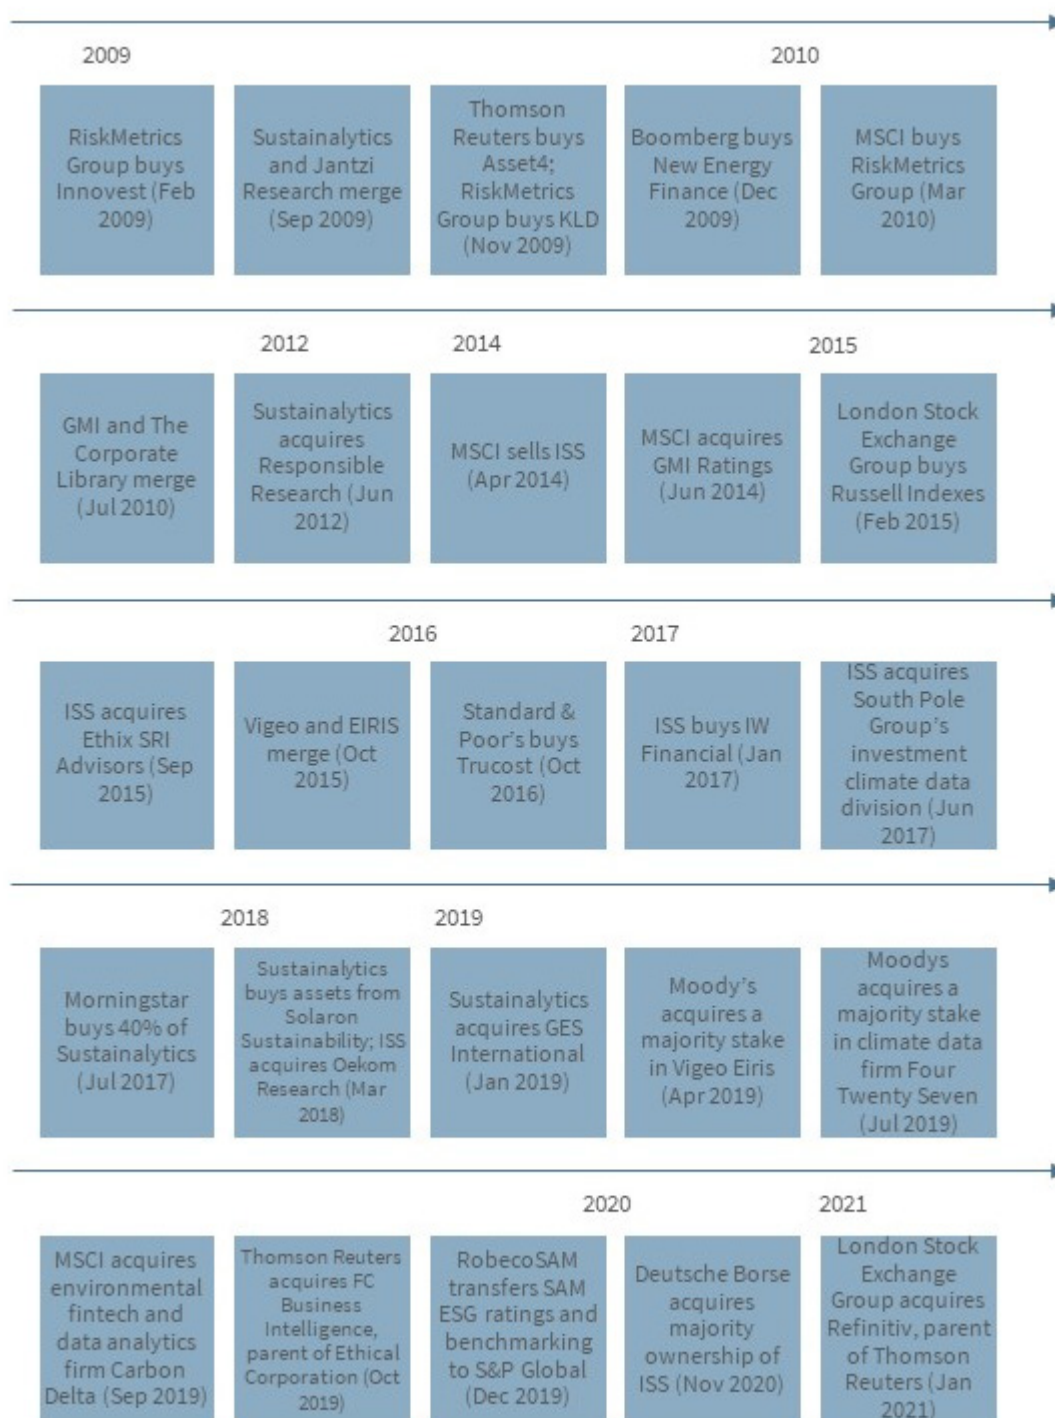 2009
2010
RiskMetrics
Group buys
Innovest (Feb
2009)
Sustainalytics
and Jantzi
Research merge
(Sep 2009)
Thomson
Reuters buys
Asset4;
RiskMetrics
Group buys KLD
(Nov 2009)
Boomberg buys
New Energy
Finance (Dec
2009)
MSCI buys
RiskMetrics
Group (Mar
2010)
2012
2014
2015
GMI and The
Corporate
Library merge
(Jul 2010)
Sustainalytics
acquires
Responsible
Research (Jun
2012)
MSCI sells ISS
(Apr 2014)
MSCI acquires
GMI Ratings
(Jun 2014)
London Stock
Exchange
Group buys
Russell Indexes
(Feb 2015)
2016
2017
ISS acquires
Ethix SRI
Advisors (Sep
2015)
Vigeo and EIRIS
merge (Oct
2015)
Standard &
Poor's buys
Trucost (Oct
2016)
ISS buys IW
Financial (Jan
2017)
ISS acquires
South Pole
Group's
investment
climate data
division (Jun
2017)
2018
2019
Morningstar
buys 40% of
Sustainalytics
(Jul 2017)
Sustainalytics
buys assets from
Solaron
Sustainability; ISS
acquires Oekom
Research (Mar
2018)
Sustainalytics
acquires GES
International
(Jan 2019)
Moody's
acquires a
majority stake
in Vigeo Eiris
(Apr 2019)
Moodys
acquires a
majority stake
in climate data
firm Four
Twenty Seven
(Jul 2019)
2020
2021
MSCI acquires
environmental
fintech and
data analytics
firm Carbon
Delta (Sep 2019)
Thomson Reuters
acquires FC
Business
Intelligence,
parent of Ethical
Corporation (Oct
2019)
RobecoSAM
transfers SAM
ESG ratings and
benchmarking
to S&P Global
(Dec 2019)
Deutsche Borse
acquires
majority
ownership of
ISS (Nov 2020)
London Stock
Exchange
Group acquires
Refinitiv, parent
of Thomson
Reuters (Jan
2021)